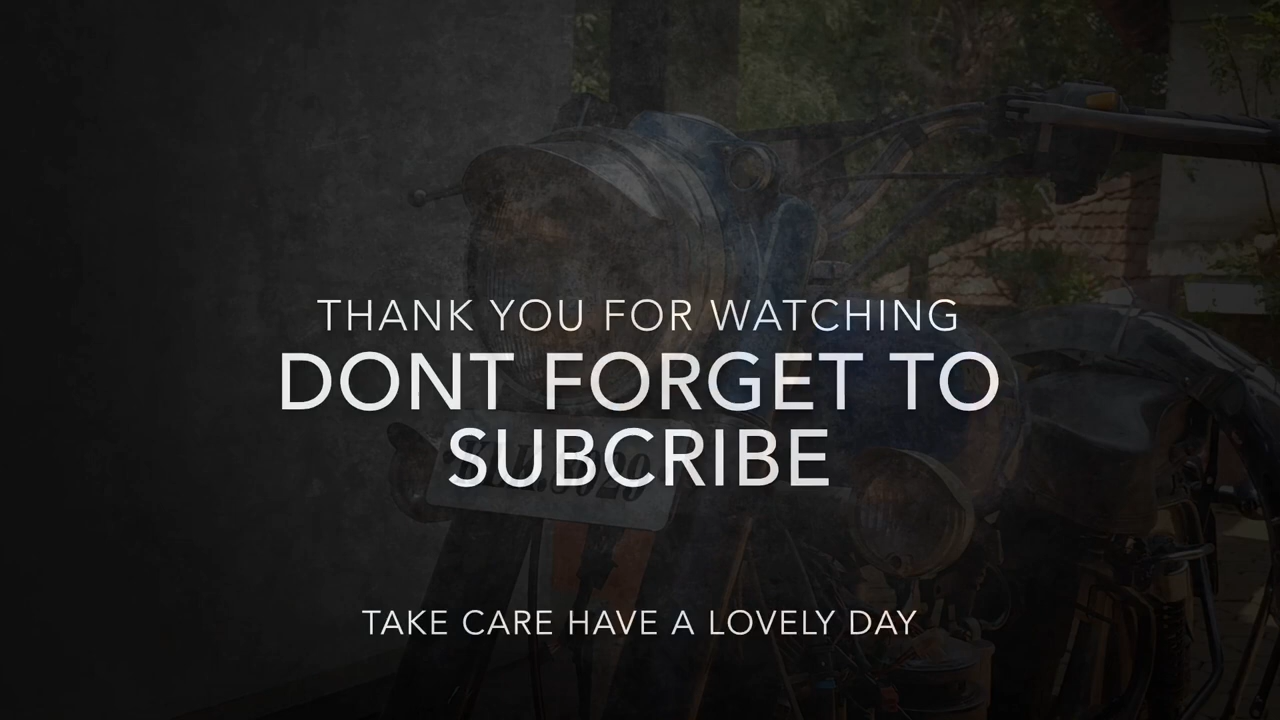 THANK YOU FOR WATCHING
DONT FORGET TO
SUBCRIBE
TAKE CARE HAVE A LOVELY DAY